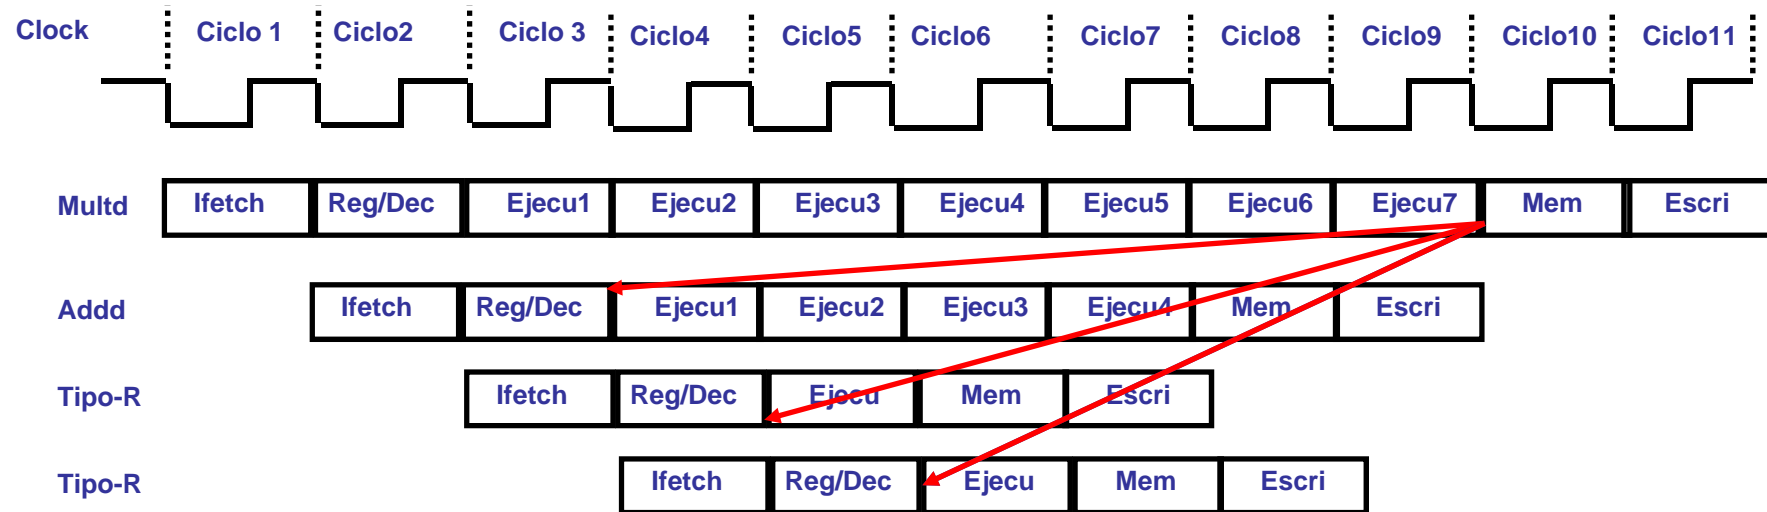 Clock Ciclo 1 Ciclo2 Ciclo 3 Ciclo4 Ciclo5 Ciclo6 Ciclo7 Ciclo8 Ciclo9 Ciclo10 Ciclo11
Multd Ifetch Reg/Dec Ejecu1 Ejecu2 Ejecu3 Ejecu4 Ejecu5 Ejecu6 Ejecu7 Mem Escri
Addd Ifetch Reg/Dec Ejecu1 Ejecu2 Ejecu3 Ejecu4 Mem Escri
Tipo-R Ifetch Reg/Dec Ejecu Mem Escri
Tipo-R Ifetch Reg/Dec Ejecu Mem Escri